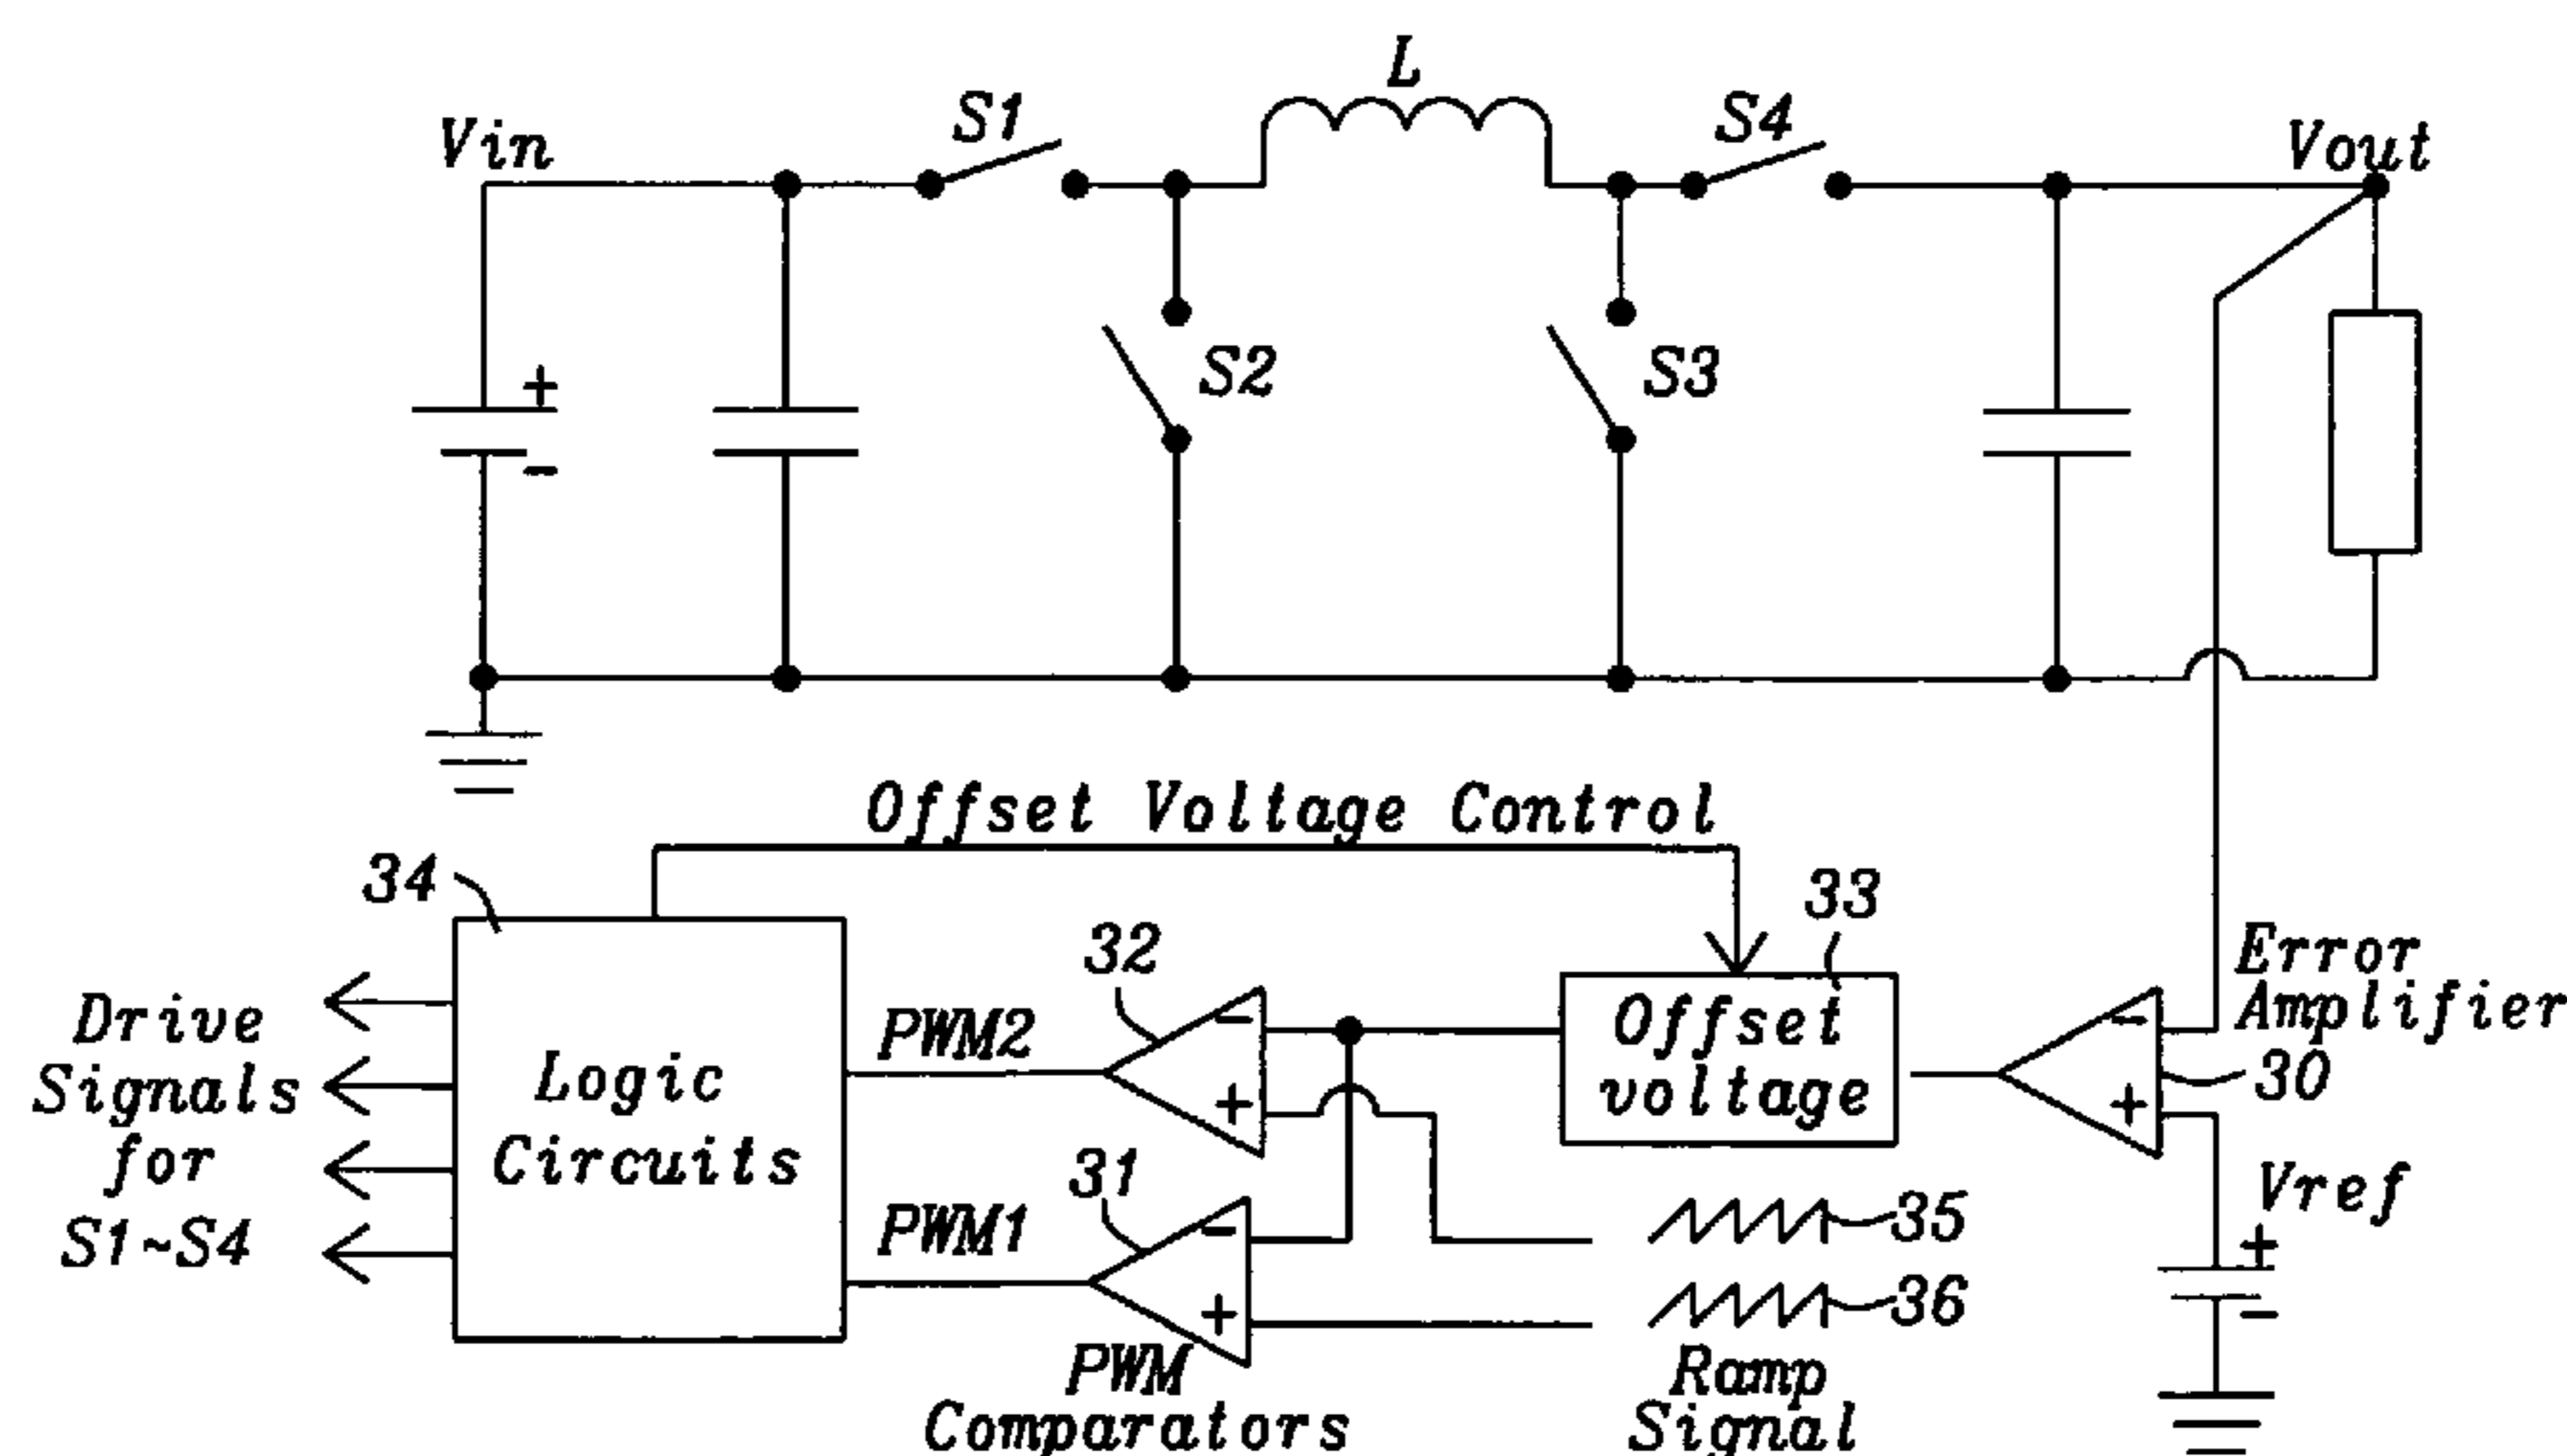 L
S1
S4
Vin
Vout
+
-
S2
S3
Offset Voltage Control
34
33
32
Error
Amplifier
30
Drive
Signals
for
S1~S4
Logic
Circuits
PWM2
-
+
Offset
voltage
-
+
31
PWM1
-
+
PWM
Comparators
35
36
Ramp
Signal
Vref
+
-